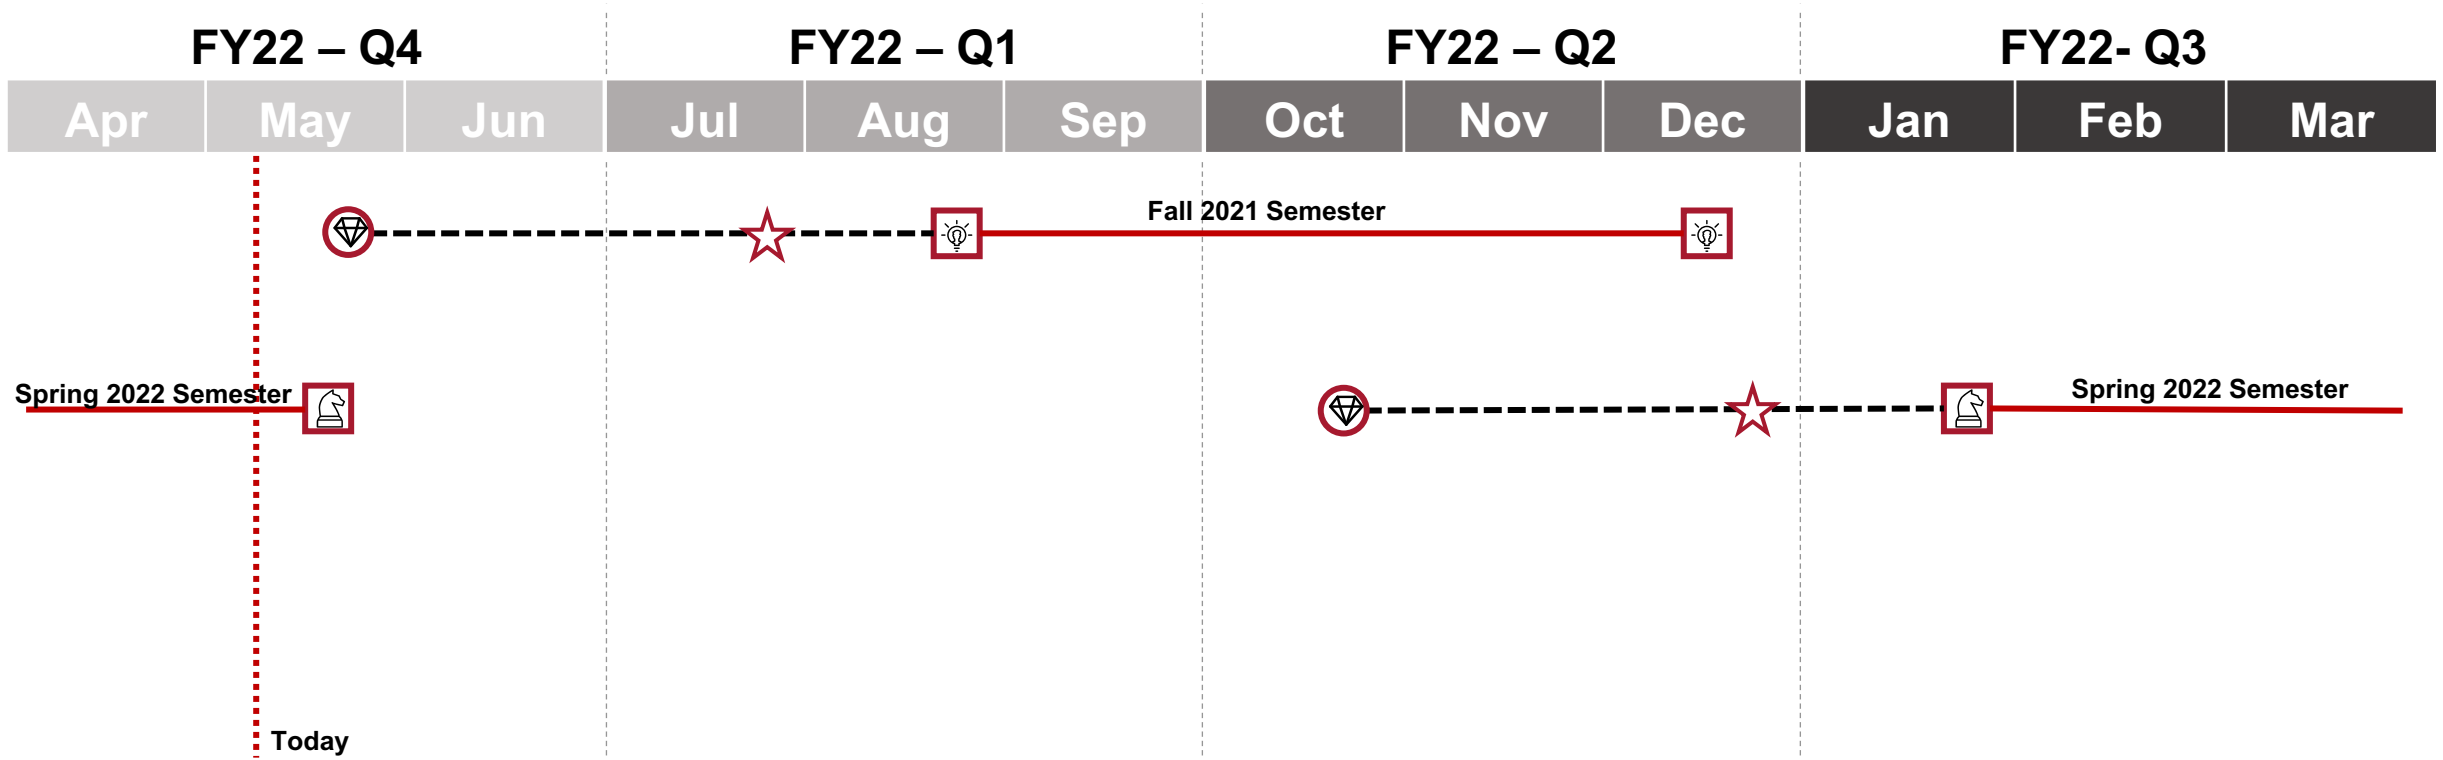 FY22 – Q4 FY22 – Q1 FY22 – Q2 FY22- Q3
Apr May Jun Jul Aug Sep Oct Nov Dec Jan Feb Mar
Fall 2021 Semester
Spring 2022 Semester Spring 2022 Semester
Today